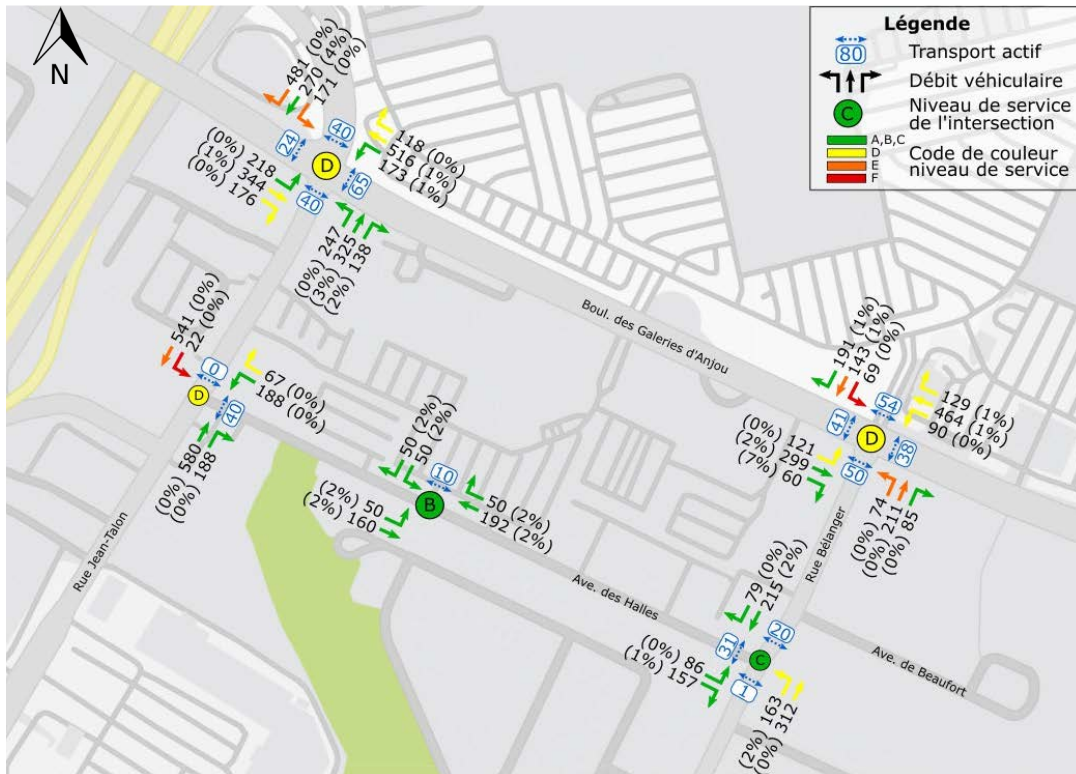 Légende
80
Transport actif
Débit véhiculaire
C
Niveau de service
de l'intersection
A,B,C
D
E
F
Code de couleur
niveau de service
N
481 (0%)
270 (4%)
171 (0%)
24
40
D
65
40
118 (0%)
516 (1%)
173 (1%)
(0%) 218
(1%) 344
(0%) 176
(0%) 247
(3%) 325
(2%) 138
Boul. des Galeries d'Anjou
541 (0%)
22 (0%)
0
D
40
67 (0%)
188 (0%)
(0%) 580
(0%) 188
Rue Jean-Talon
50 (2%)
50 (2%)
10
B
50 (2%)
192 (2%)
(2%) 50
(2%) 160
Ave. des Halles
191 (1%)
143 (1%)
69 (0%)
41
54
D
38
50
129 (1%)
464 (1%)
90 (0%)
(0%) 121
(2%) 299
(7%) 60
(0%) 74
(0%) 211
(0%) 85
Rue Bélanger
79 (0%)
215 (2%)
31
20
C
1
(0%) 86
(1%) 157
(2%) 163
(0%) 312
Ave. de Beaufort